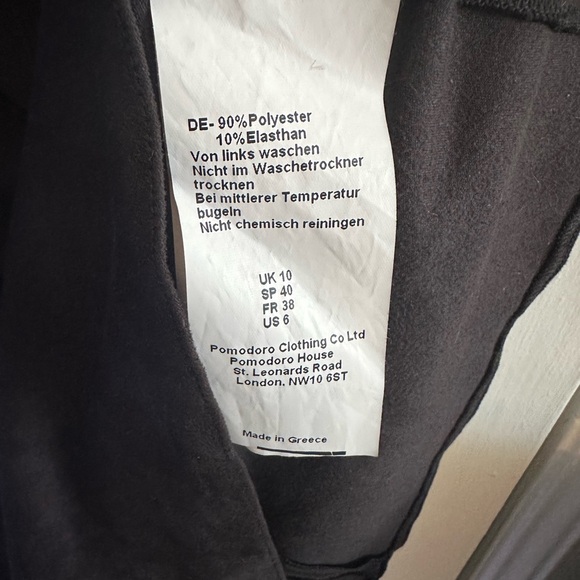 DE- 90%Polyester
10%Elasthan
Von links waschen
Nicht im Waschetrockner
trocknen
Bei mittlerer Temperatur
bugeln
Nicht chemisch reiningen
UK 10
SP 40
FR 38
US 6
Pomodoro Clothing Co Ltd
Pomodoro House
St. Leonards Road
London. NW10 6ST
Made in Greece